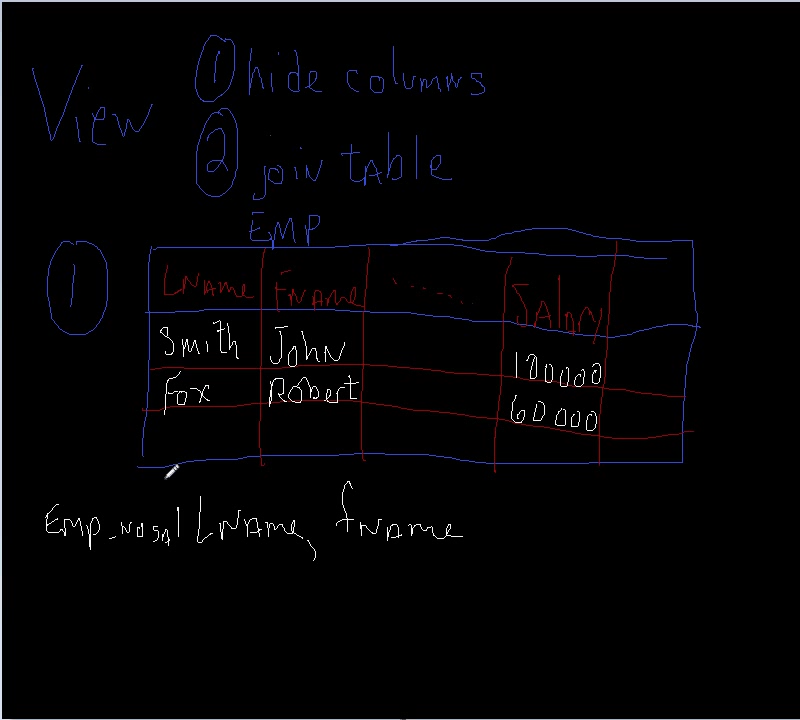 View
① hide columns
② join table
EMP
①
LNAME FNAME ....... SAlAry
Smith JohN 100000
Fox Robert 60000
Emp_nosal LNAme, fNAme